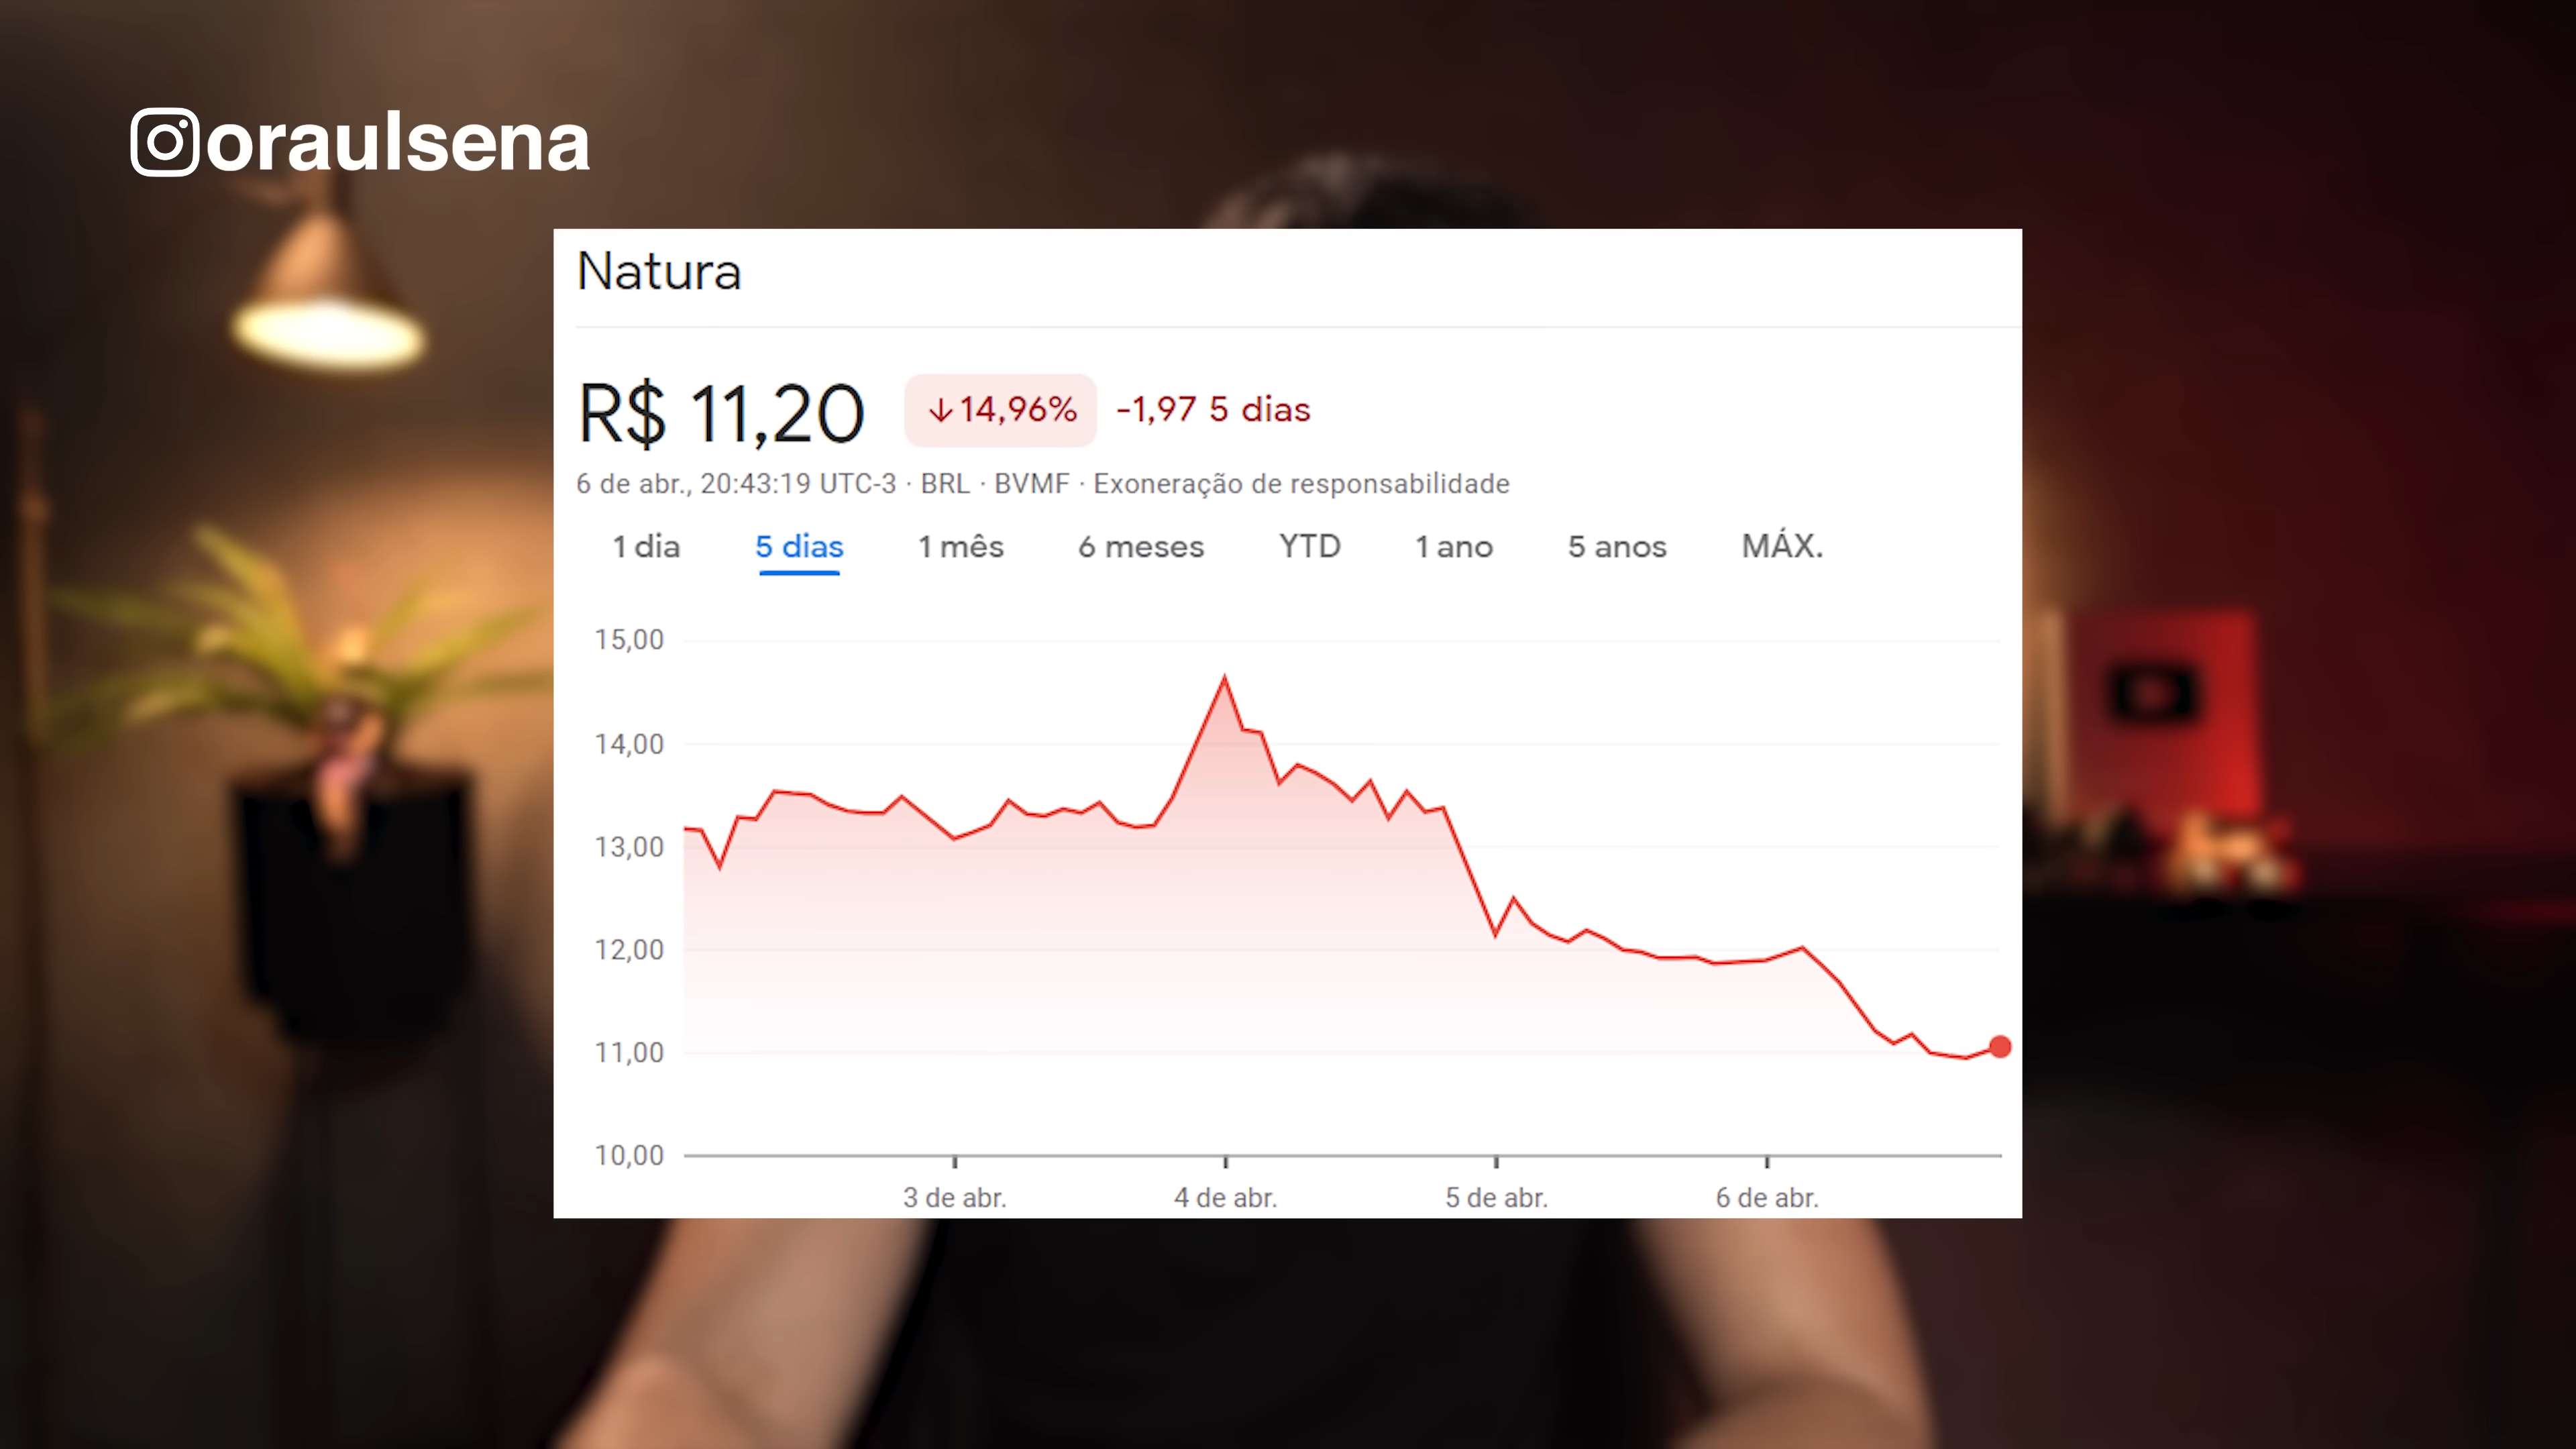 oraulsena
Natura
R$ 11,20 ↓14,96% -1,97 5 dias
6 de abr., 20:43:19 UTC-3 · BRL · BVMF · Exoneração de responsabilidade
1 dia 5 dias 1 mês 6 meses YTD 1 ano 5 anos MÁX.
15,00
14,00
13,00
12,00
11,00
10,00
3 de abr. 4 de abr. 5 de abr. 6 de abr.